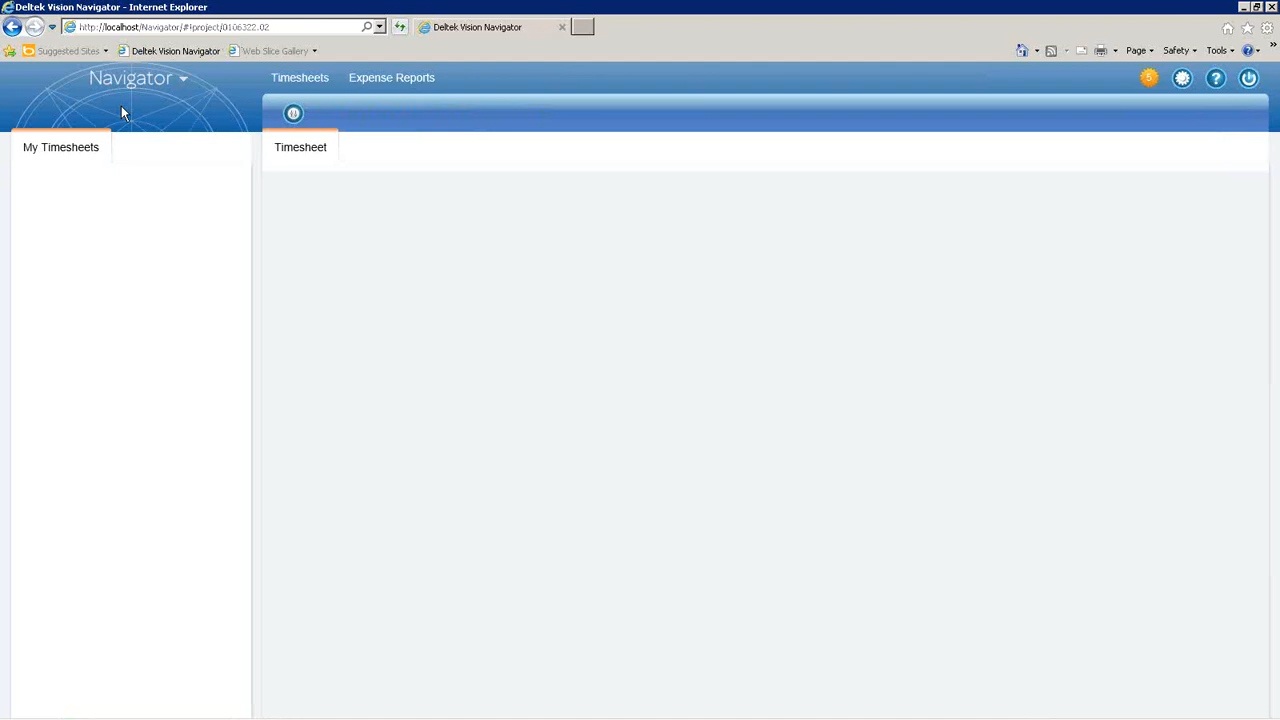 Deltek Vision Navigator - Internet Explorer
http://localhost/Navigator/#!project/0106322.02
Deltek Vision Navigator
Suggested Sites
Deltek Vision Navigator
Web Slice Gallery
Page
Safety
Tools
Navigator
Timesheets
Expense Reports
5
My Timesheets
Timesheet